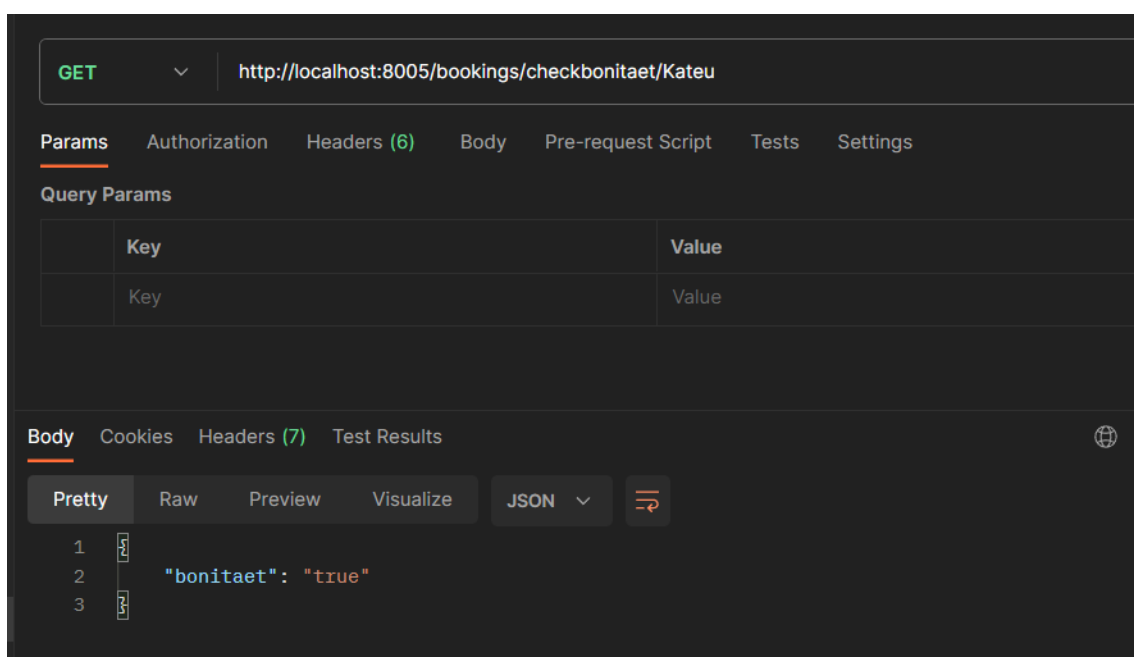 GET http://localhost:8005/bookings/checkbonitaet/Kateu
Params Authorization Headers (6) Body Pre-request Script Tests Settings
Query Params
Key Value
Key Value
Body Cookies Headers (7) Test Results
Pretty Raw Preview Visualize JSON
1 {
2 "bonitaet": "true"
3 }